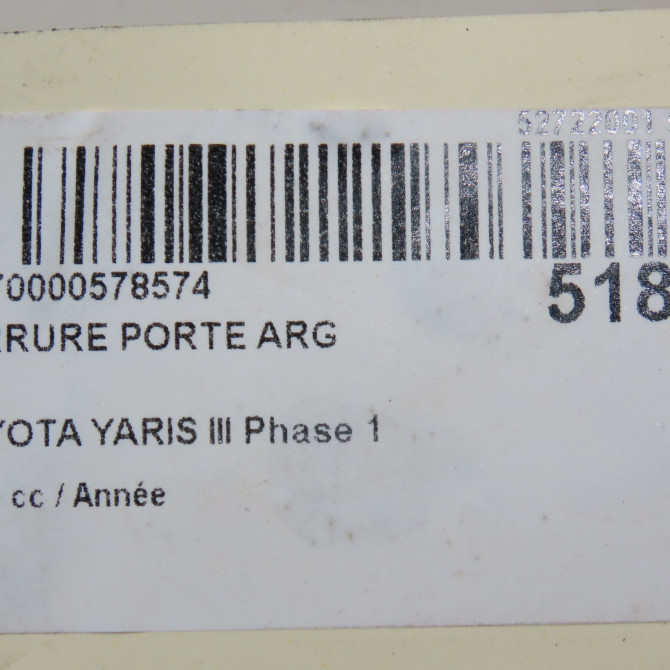 52722001
70000578574
518
RRURE PORTE ARG
YOTA YARIS III Phase 1
cc / Année